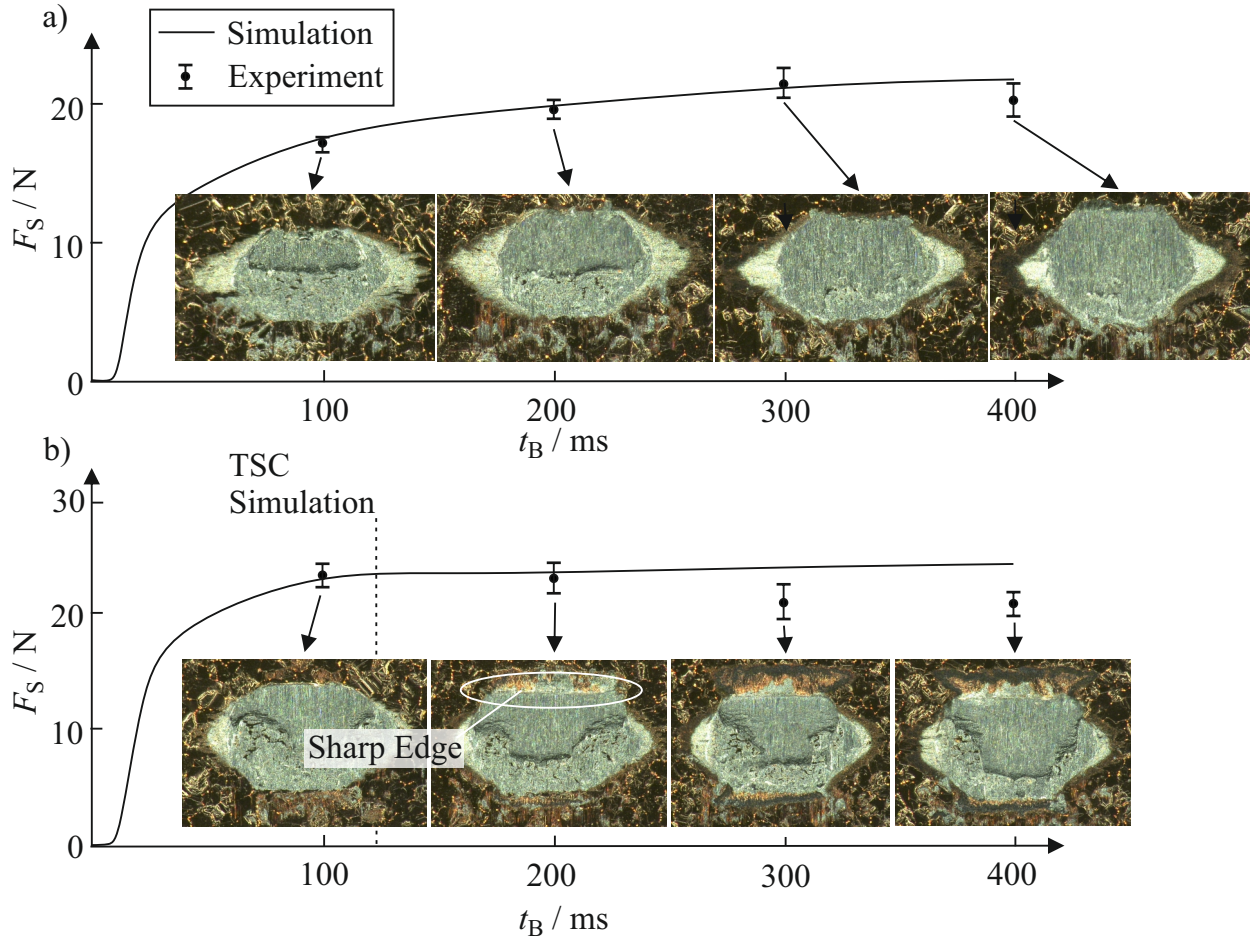 a)
Simulation
Experiment
20
10
0
F_S / N
100 200 300 400
t_B / ms
b)
TSC
Simulation
30
20
10
0
F_S / N
Sharp Edge
100 200 300 400
t_B / ms